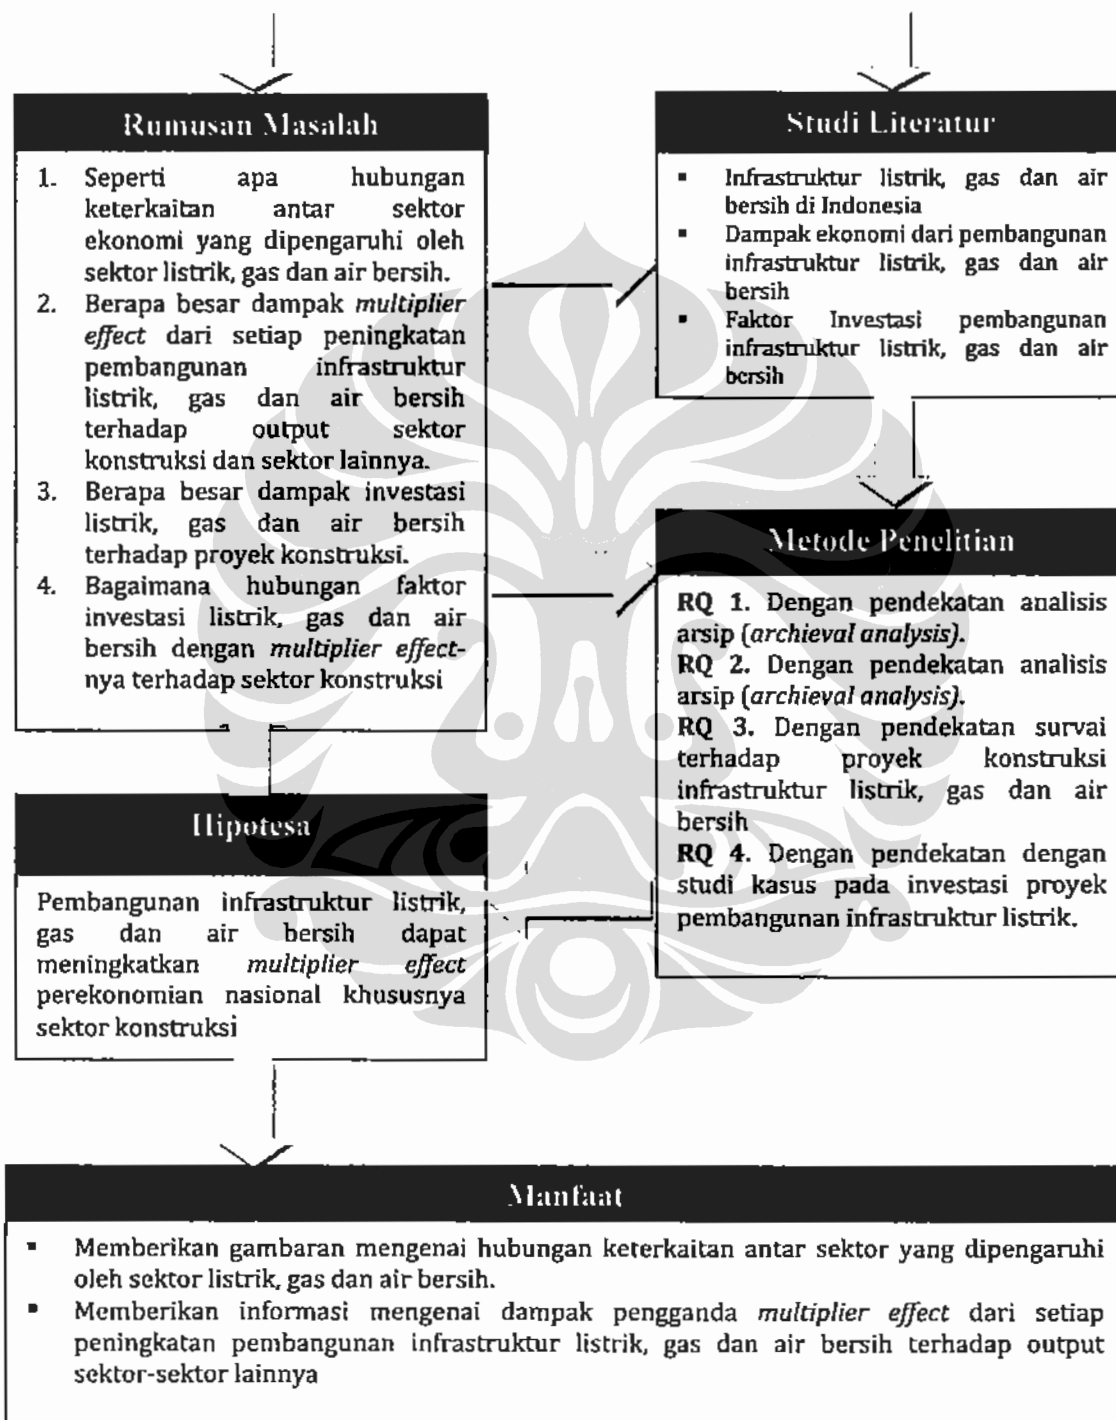 Rumusan Masalah
1. Seperti apa hubungan
keterkaitan antar sektor
ekonomi yang dipengaruhi oleh
sektor listrik, gas dan air bersih.
2. Berapa besar dampak multiplier
effect dari setiap peningkatan
pembangunan infrastruktur
listrik, gas dan air bersih
terhadap output sektor
konstruksi dan sektor lainnya.
3. Berapa besar dampak investasi
listrik, gas dan air bersih
terhadap proyek konstruksi.
4. Bagaimana hubungan faktor
investasi listrik, gas dan air
bersih dengan multiplier effect-
nya terhadap sektor konstruksi
Studi Literatur
▪ Infrastruktur listrik, gas dan air
bersih di Indonesia
▪ Dampak ekonomi dari pembangunan
infrastruktur listrik, gas dan air
bersih
▪ Faktor Investasi pembangunan
infrastruktur listrik, gas dan air
bersih
Metode Penelitian
RQ 1. Dengan pendekatan analisis
arsip (archieval analysis).
RQ 2. Dengan pendekatan analisis
arsip (archieval analysis).
RQ 3. Dengan pendekatan survai
terhadap proyek konstruksi
infrastruktur listrik, gas dan air
bersih
RQ 4. Dengan pendekatan dengan
studi kasus pada investasi proyek
pembangunan infrastruktur listrik.
Hipotesa
Pembangunan infrastruktur listrik,
gas dan air bersih dapat
meningkatkan multiplier effect
perekonomian nasional khususnya
sektor konstruksi
Manfaat
▪ Memberikan gambaran mengenai hubungan keterkaitan antar sektor yang dipengaruhi
oleh sektor listrik, gas dan air bersih.
▪ Memberikan informasi mengenai dampak pengganda multiplier effect dari setiap
peningkatan pembangunan infrastruktur listrik, gas dan air bersih terhadap output
sektor-sektor lainnya